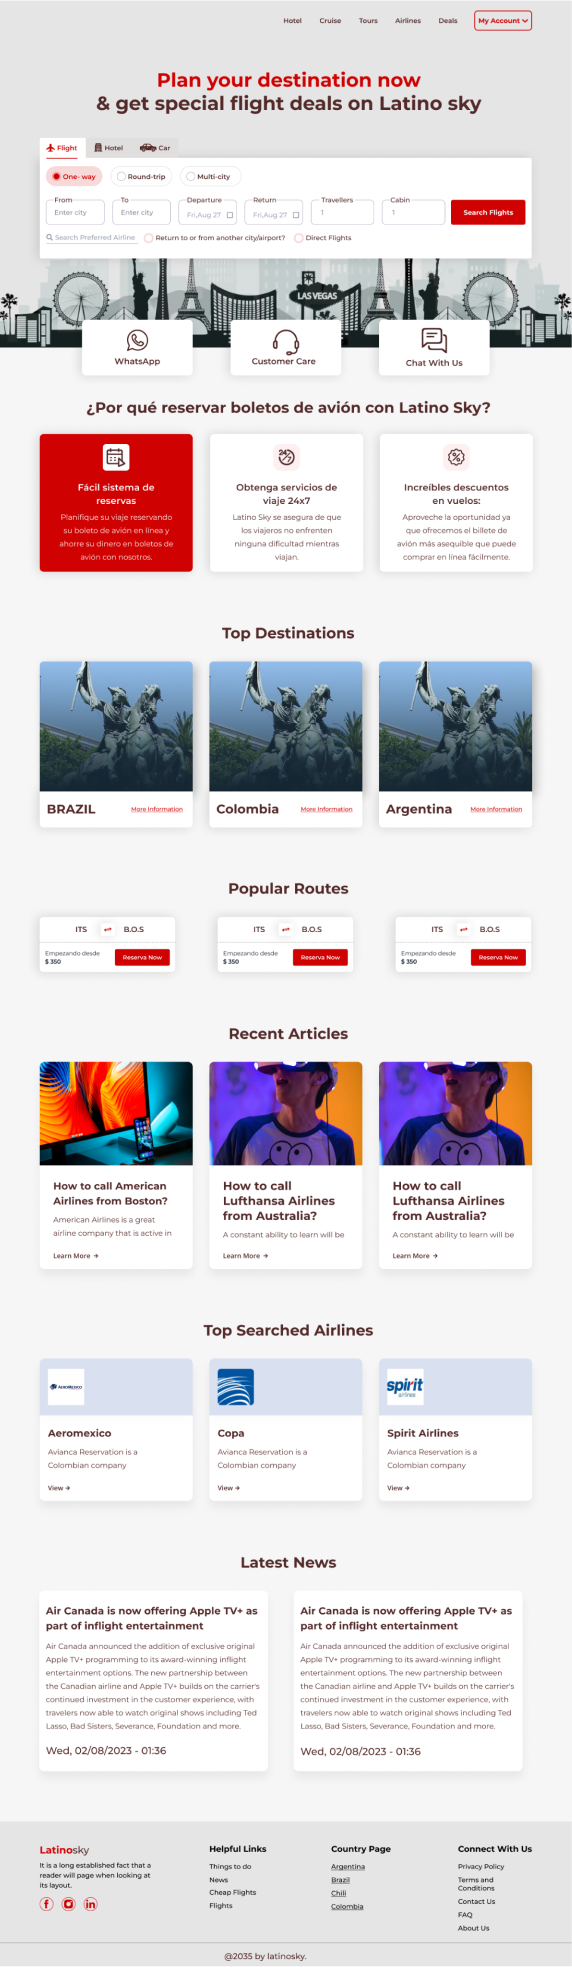 Hotel Cruise Tours Airlines Deals My Account
Plan your destination now
& get special flight deals on Latino sky
Flight Hotel Car
One- way Round-trip Multi-city
From To Departure Return Travellers Cabin
Enter city Enter city Fri,Aug 27 Fri,Aug 27 1 1 Search Flights
Search Preferred Airline Return to or from another city/airport? Direct Flights
LAS VEGAS
WhatsApp Customer Care Chat With Us
¿Por qué reservar boletos de avión con Latino Sky?
Fácil sistema de
reservas
Planifique su viaje reservando
su boleto de avión en línea y
ahorre su dinero en boletos de
avión con nosotros.
24/7
Obtenga servicios de
viaje 24x7
Latino Sky se asegura de que
los viajeros no enfrenten
ninguna dificultad mientras
viajan.
%
Increíbles descuentos
en vuelos:
Aproveche la oportunidad ya
que ofrecemos el billete de
avión más asequible que puede
comprar en línea fácilmente.
Top Destinations
BRAZIL More Information
Colombia More Information
Argentina More Information
Popular Routes
ITS B.O.S
Empezando desde
$ 350
Reserva Now
ITS B.O.S
Empezando desde
$ 350
Reserva Now
ITS B.O.S
Empezando desde
$ 350
Reserva Now
Recent Articles
How to call American
Airlines from Boston?
American Airlines is a great
airline company that is active in
Learn More →
How to call
Lufthansa Airlines
from Australia?
A constant ability to learn will be
Learn More →
How to call
Lufthansa Airlines
from Australia?
A constant ability to learn will be
Learn More →
Top Searched Airlines
AEROMEXICO
Aeromexico
Avianca Reservation is a
Colombian company
View →
Copa
Avianca Reservation is a
Colombian company
View →
spirit
airlines
Spirit Airlines
Avianca Reservation is a
Colombian company
View →
Latest News
Air Canada is now offering Apple TV+ as
part of inflight entertainment
Air Canada announced the addition of exclusive original
Apple TV+ programming to its award-winning inflight
entertainment options. The new partnership between
the Canadian airline and Apple TV+ builds on the carrier's
continued investment in the customer experience, with
travelers now able to watch original shows including Ted
Lasso, Bad Sisters, Severance, Foundation and more.
Wed, 02/08/2023 - 01:36
Air Canada is now offering Apple TV+ as
part of inflight entertainment
Air Canada announced the addition of exclusive original
Apple TV+ programming to its award-winning inflight
entertainment options. The new partnership between
the Canadian airline and Apple TV+ builds on the carrier's
continued investment in the customer experience, with
travelers now able to watch original shows including Ted
Lasso, Bad Sisters, Severance, Foundation and more.
Wed, 02/08/2023 - 01:36
Latinosky
It is a long established fact that a
reader will page when looking at
its layout.
f in
Helpful Links
Things to do
News
Cheap Flights
Flights
Country Page
Argentina
Brazil
Chili
Colombia
Connect With Us
Privacy Policy
Terms and
Conditions
Contact Us
FAQ
About Us
@2035 by latinosky.